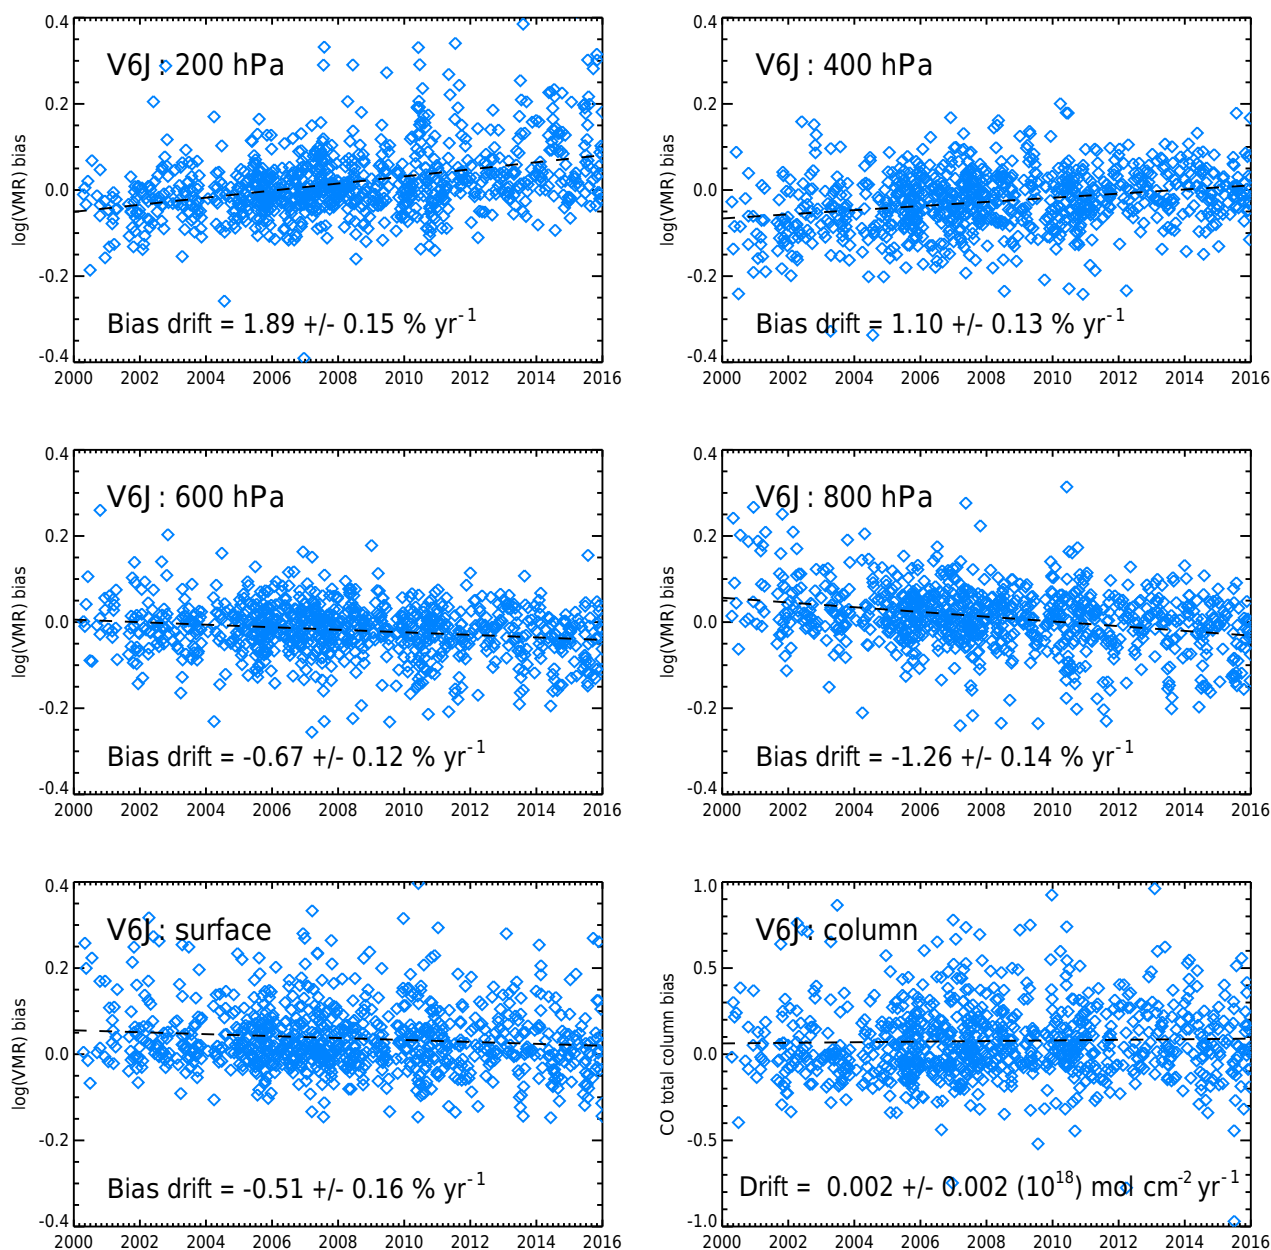 V6J : 200 hPa
Bias drift = 1.89 +/- 0.15 % yr-1
log(VMR) bias
0.4
0.2
0.0
-0.2
-0.4
2000 2002 2004 2006 2008 2010 2012 2014 2016
V6J : 400 hPa
Bias drift = 1.10 +/- 0.13 % yr-1
log(VMR) bias
0.4
0.2
0.0
-0.2
-0.4
2000 2002 2004 2006 2008 2010 2012 2014 2016
V6J : 600 hPa
Bias drift = -0.67 +/- 0.12 % yr-1
log(VMR) bias
0.4
0.2
0.0
-0.2
-0.4
2000 2002 2004 2006 2008 2010 2012 2014 2016
V6J : 800 hPa
Bias drift = -1.26 +/- 0.14 % yr-1
log(VMR) bias
0.4
0.2
0.0
-0.2
-0.4
2000 2002 2004 2006 2008 2010 2012 2014 2016
V6J : surface
Bias drift = -0.51 +/- 0.16 % yr-1
log(VMR) bias
0.4
0.2
0.0
-0.2
-0.4
2000 2002 2004 2006 2008 2010 2012 2014 2016
V6J : column
Drift = 0.002 +/- 0.002 (10^18) mol cm-2 yr-1
CO total column bias
1.0
0.5
0.0
-0.5
-1.0
2000 2002 2004 2006 2008 2010 2012 2014 2016